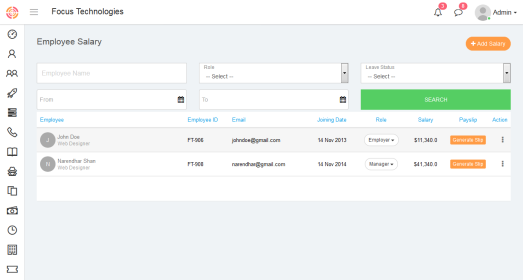 Focus Technologies
3
8
Admin
Employee Salary
+ Add Salary
Employee Name
Role
-- Select --
Leave Status
-- Select --
From
To
SEARCH
Employee Employee ID Email Joining Date Role Salary Payslip Action
J John Doe
Web Designer
FT-908 johndoe@gmail.com 14 Nov 2013 Employer $11,340.0 Generate Slip
N Narendhar Shan
Web Designer
FT-908 narendhar@gmail.com 14 Nov 2014 Manager $41,340.0 Generate Slip